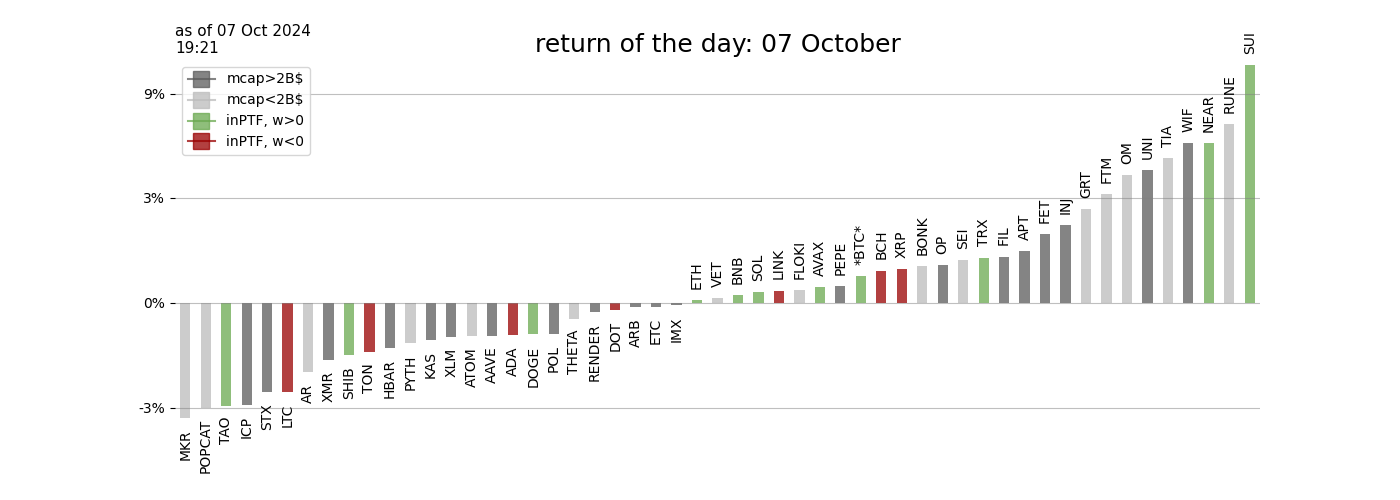 as of 07 Oct 2024
19:21
return of the day: 07 October
mcap>2B$
mcap<2B$
inPTF, w>0
inPTF, w<0
9%
3%
0%
-3%
MKR
POPCAT
TAO
ICP
STX
LTC
AR
XMR
SHIB
TON
HBAR
PYTH
KAS
XLM
ATOM
AAVE
ADA
DOGE
POL
THETA
RENDER
DOT
ARB
ETC
IMX
ETH
VET
BNB
SOL
LINK
FLOKI
AVAX
PEPE
*BTC*
BCH
XRP
BONK
OP
SEI
TRX
FIL
APT
FET
INJ
GRT
FTM
OM
UNI
TIA
WIF
NEAR
RUNE
SUI